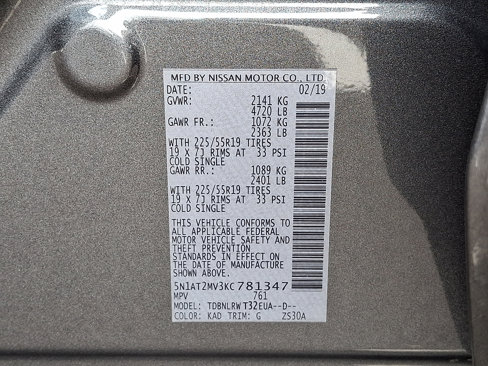 MFD BY NISSAN MOTOR CO., LTD
DATE: 02/19
GVWR: 2141 KG
4720 LB
GAWR FR.: 1072 KG
2363 LB
WITH 225/55R19 TIRES
19 X 7J RIMS AT 33 PSI
COLD SINGLE
GAWR RR.: 1089 KG
2401 LB
WITH 225/55R19 TIRES
19 X 7J RIMS AT 33 PSI
COLD SINGLE
THIS VEHICLE CONFORMS TO
ALL APPLICABLE FEDERAL
MOTOR VEHICLE SAFETY AND
THEFT PREVENTION
STANDARDS IN EFFECT ON
THE DATE OF MANUFACTURE
SHOWN ABOVE.
5N1AT2MV3KC781347
MPV 761
MODEL: TDBNLRWT32EUA--D--
COLOR: KAD TRIM: G ZS30A